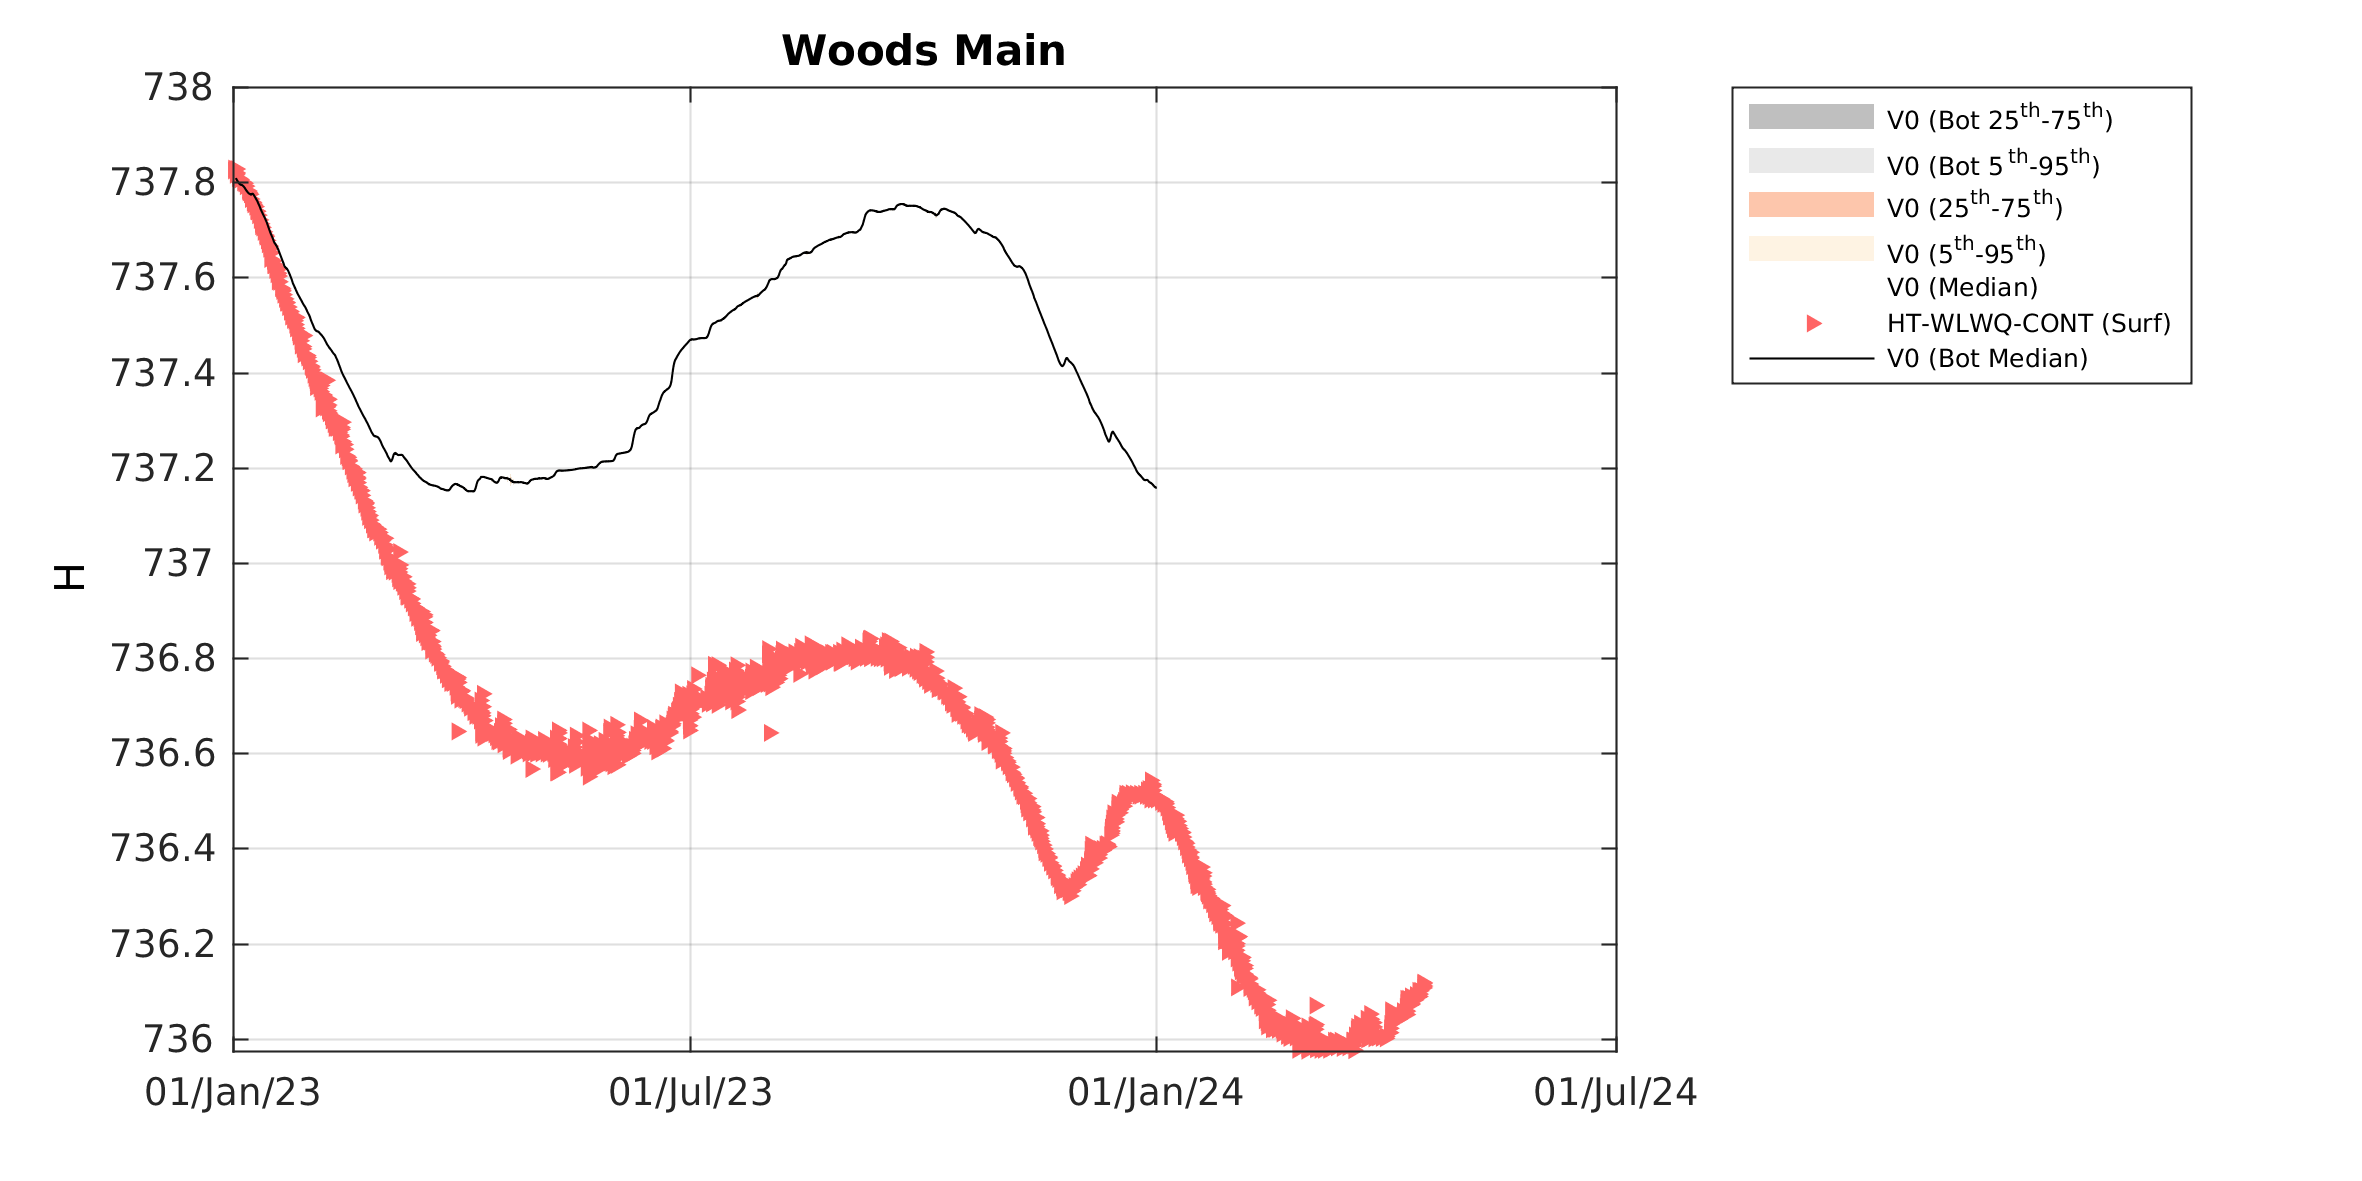 Woods Main
738
737.8
737.6
737.4
737.2
737
736.8
736.6
736.4
736.2
736
H
01/Jan/23
01/Jul/23
01/Jan/24
01/Jul/24
V0 (Bot 25th-75th)
V0 (Bot 5th-95th)
V0 (25th-75th)
V0 (5th-95th)
V0 (Median)
HT-WLWQ-CONT (Surf)
V0 (Bot Median)